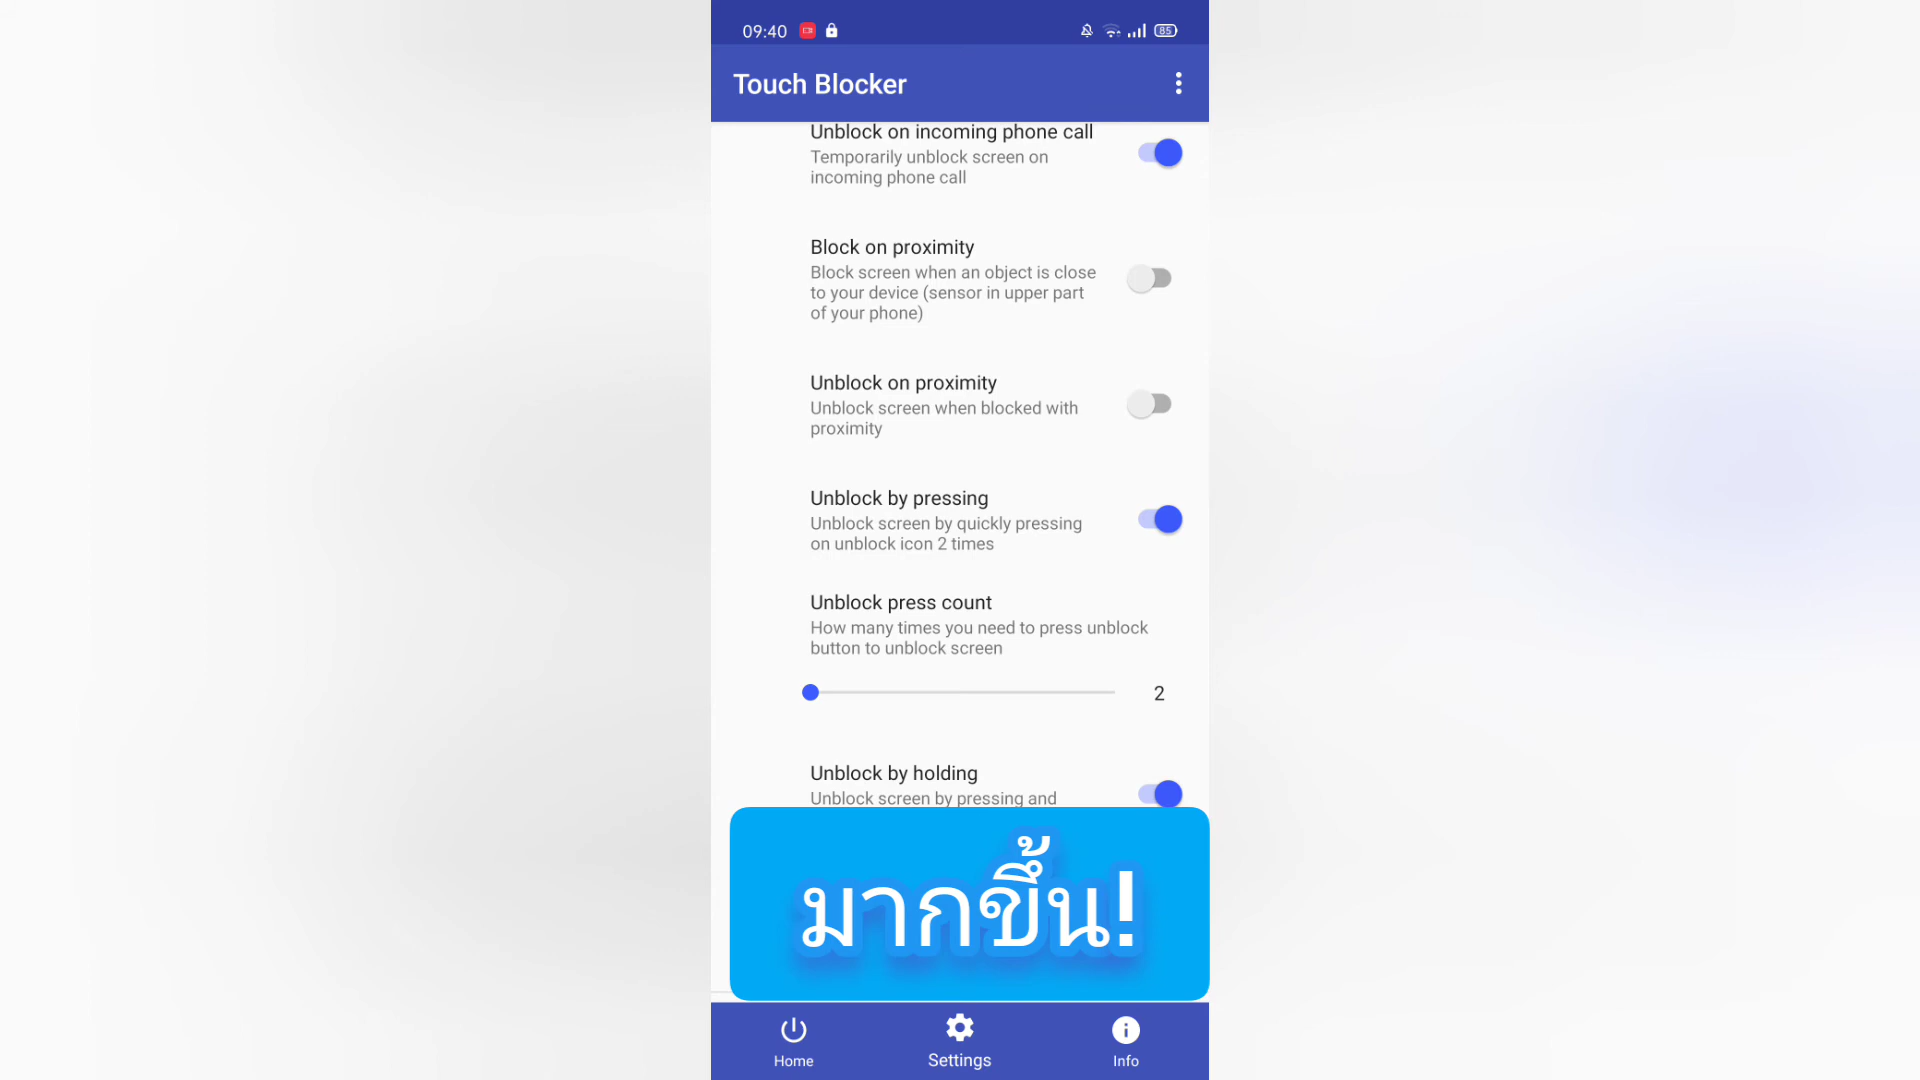 09:40
85
Touch Blocker
Unblock on incoming phone call
Temporarily unblock screen on
incoming phone call
Block on proximity
Block screen when an object is close
to your device (sensor in upper part
of your phone)
Unblock on proximity
Unblock screen when blocked with
proximity
Unblock by pressing
Unblock screen by quickly pressing
on unblock icon 2 times
Unblock press count
How many times you need to press unblock
button to unblock screen
2
Unblock by holding
Unblock screen by pressing and
มากขึ้น!
Home
Settings
Info